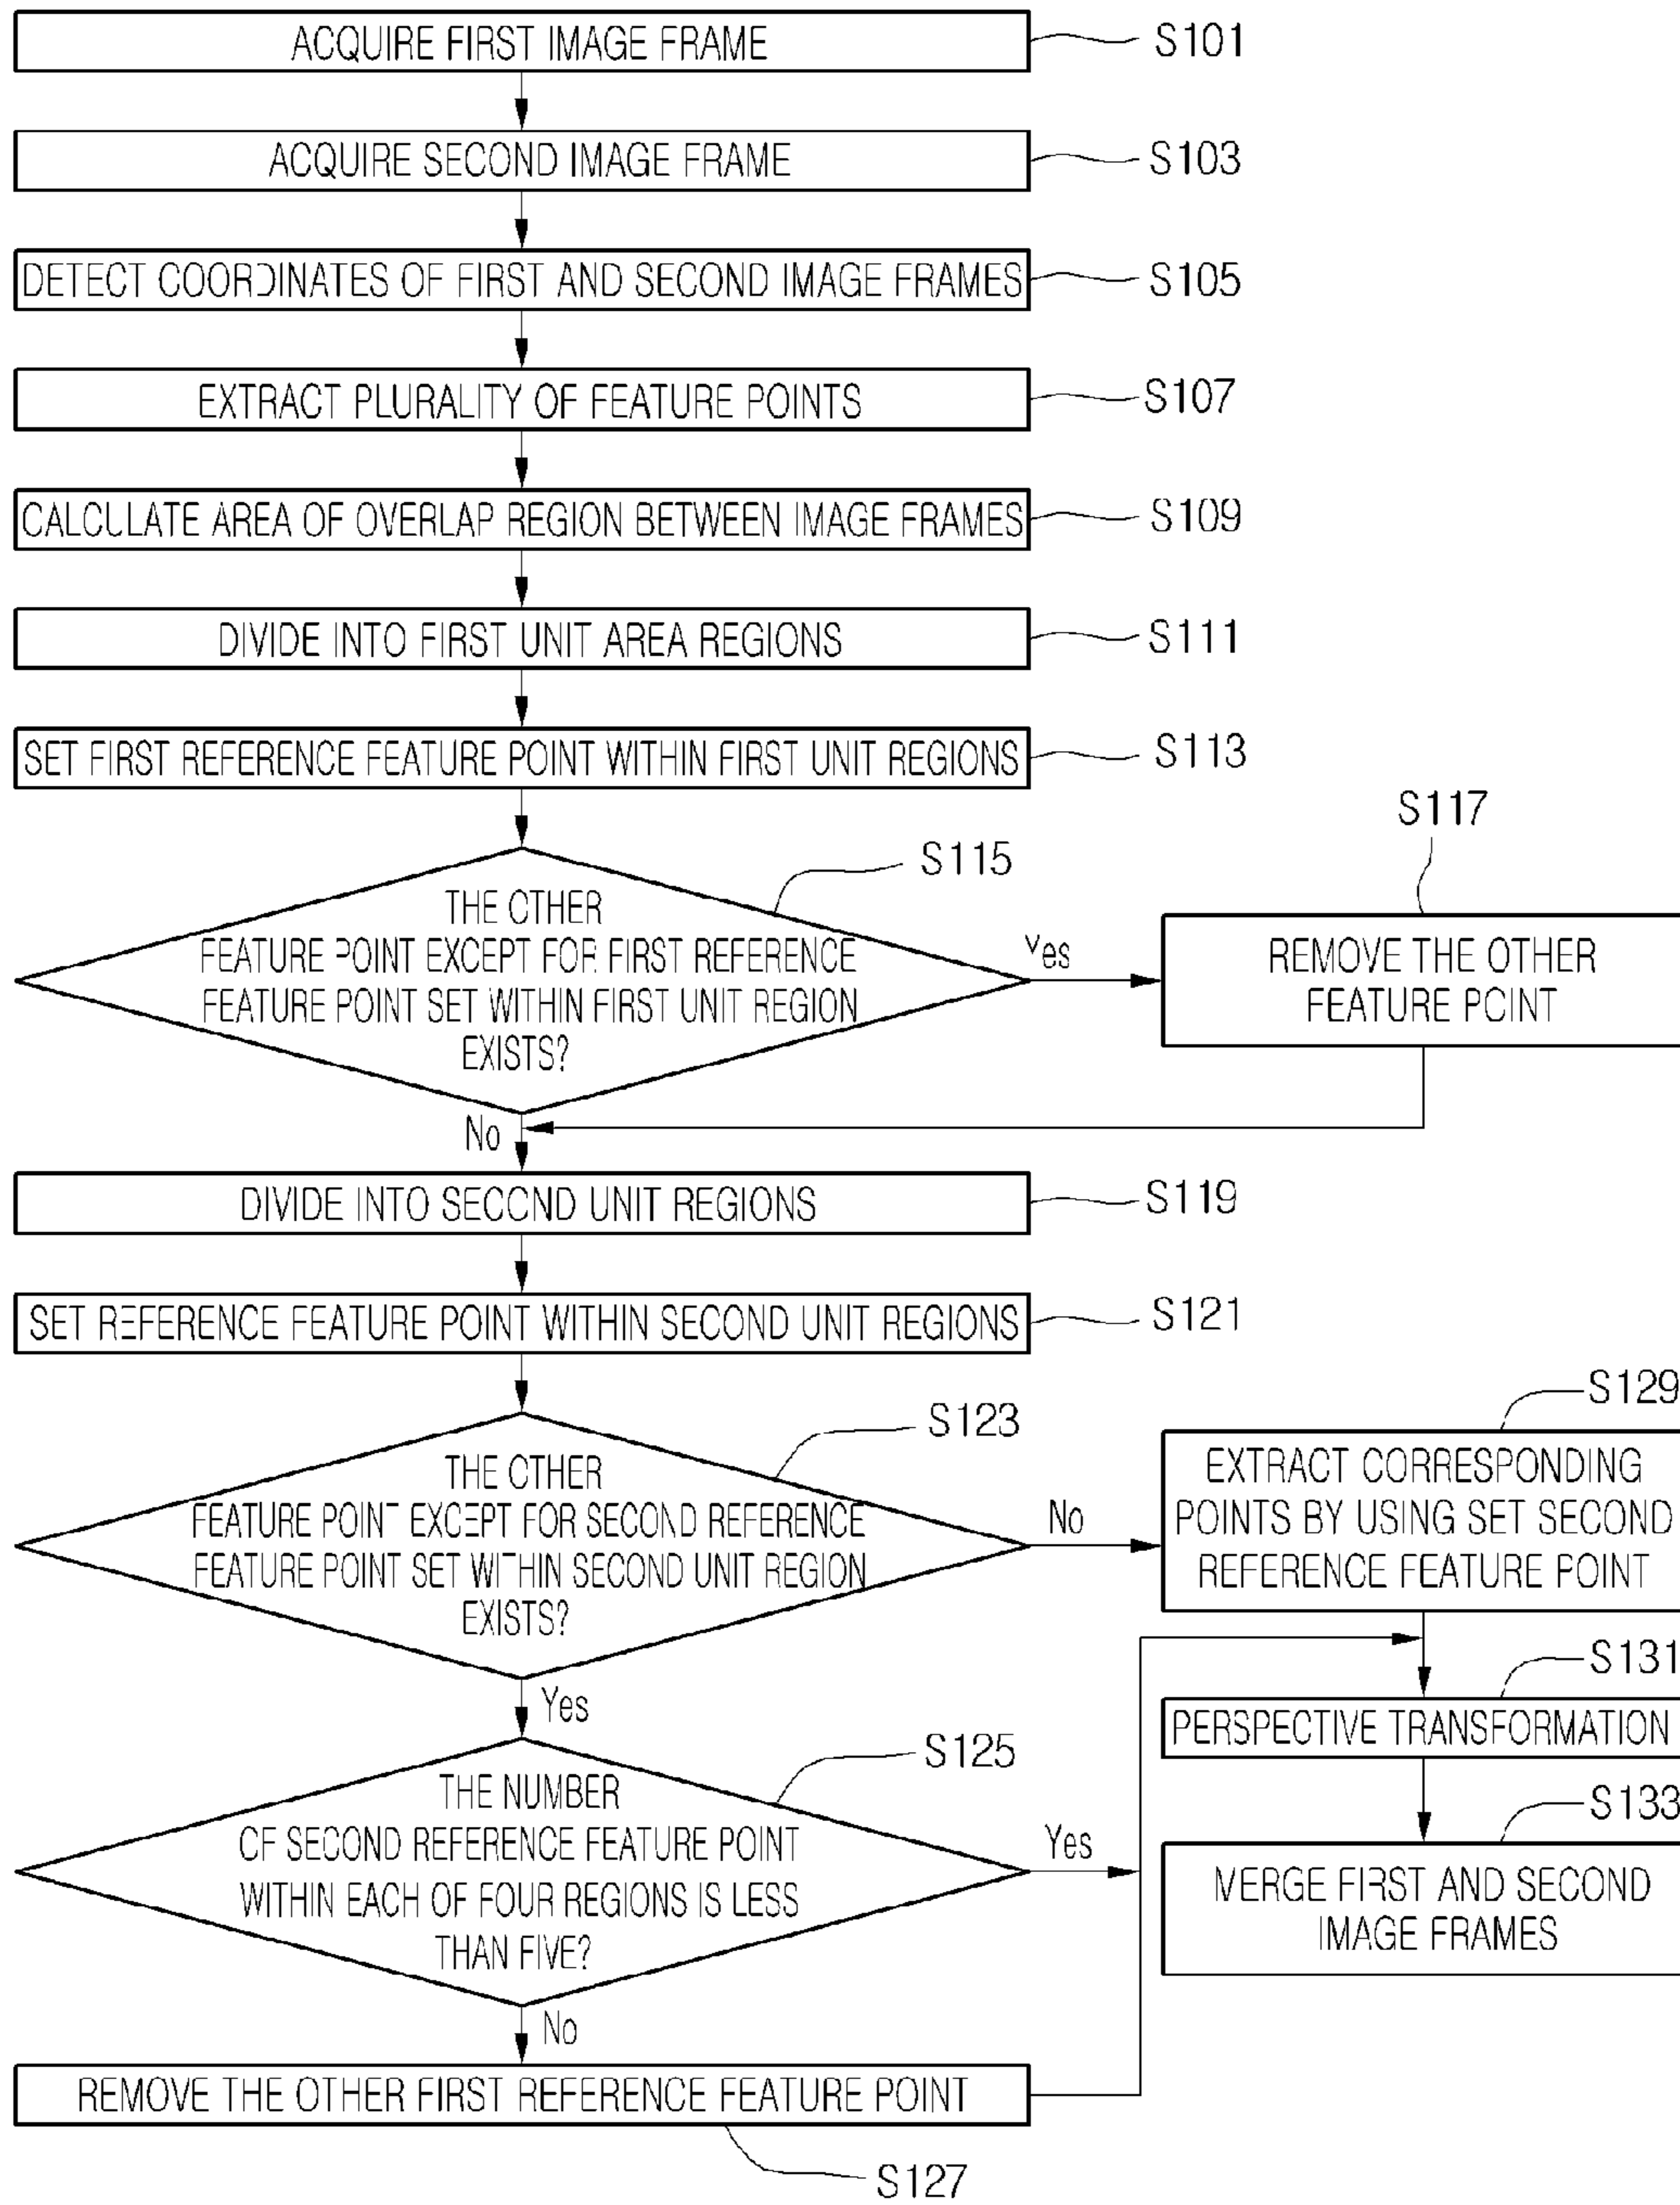 ACQUIRE FIRST IMAGE FRAME
S101
ACQUIRE SECOND IMAGE FRAME
S103
DETECT COORDINATES OF FIRST AND SECOND IMAGE FRAMES
S105
EXTRACT PLURALITY OF FEATURE POINTS
S107
CALCULATE AREA OF OVERLAP REGION BETWEEN IMAGE FRAMES
S109
DIVIDE INTO FIRST UNIT AREA REGIONS
S111
SET FIRST REFERENCE FEATURE POINT WITHIN FIRST UNIT REGIONS
S113
S115
THE OTHER
FEATURE POINT EXCEPT FOR FIRST REFERENCE
FEATURE POINT SET WITHIN FIRST UNIT REGION
EXISTS?
Yes
S117
REMOVE THE OTHER
FEATURE POINT
No
DIVIDE INTO SECOND UNIT REGIONS
S119
SET REFERENCE FEATURE POINT WITHIN SECOND UNIT REGIONS
S121
S123
THE OTHER
FEATURE POINT EXCEPT FOR SECOND REFERENCE
FEATURE POINT SET WITHIN SECOND UNIT REGION
EXISTS?
No
S129
EXTRACT CORRESPONDING
POINTS BY USING SET SECOND
REFERENCE FEATURE POINT
Yes
S125
THE NUMBER
OF SECOND REFERENCE FEATURE POINT
WITHIN EACH OF FOUR REGIONS IS LESS
THAN FIVE?
Yes
S131
PERSPECTIVE TRANSFORMATION
S133
MERGE FIRST AND SECOND
IMAGE FRAMES
No
REMOVE THE OTHER FIRST REFERENCE FEATURE POINT
S127